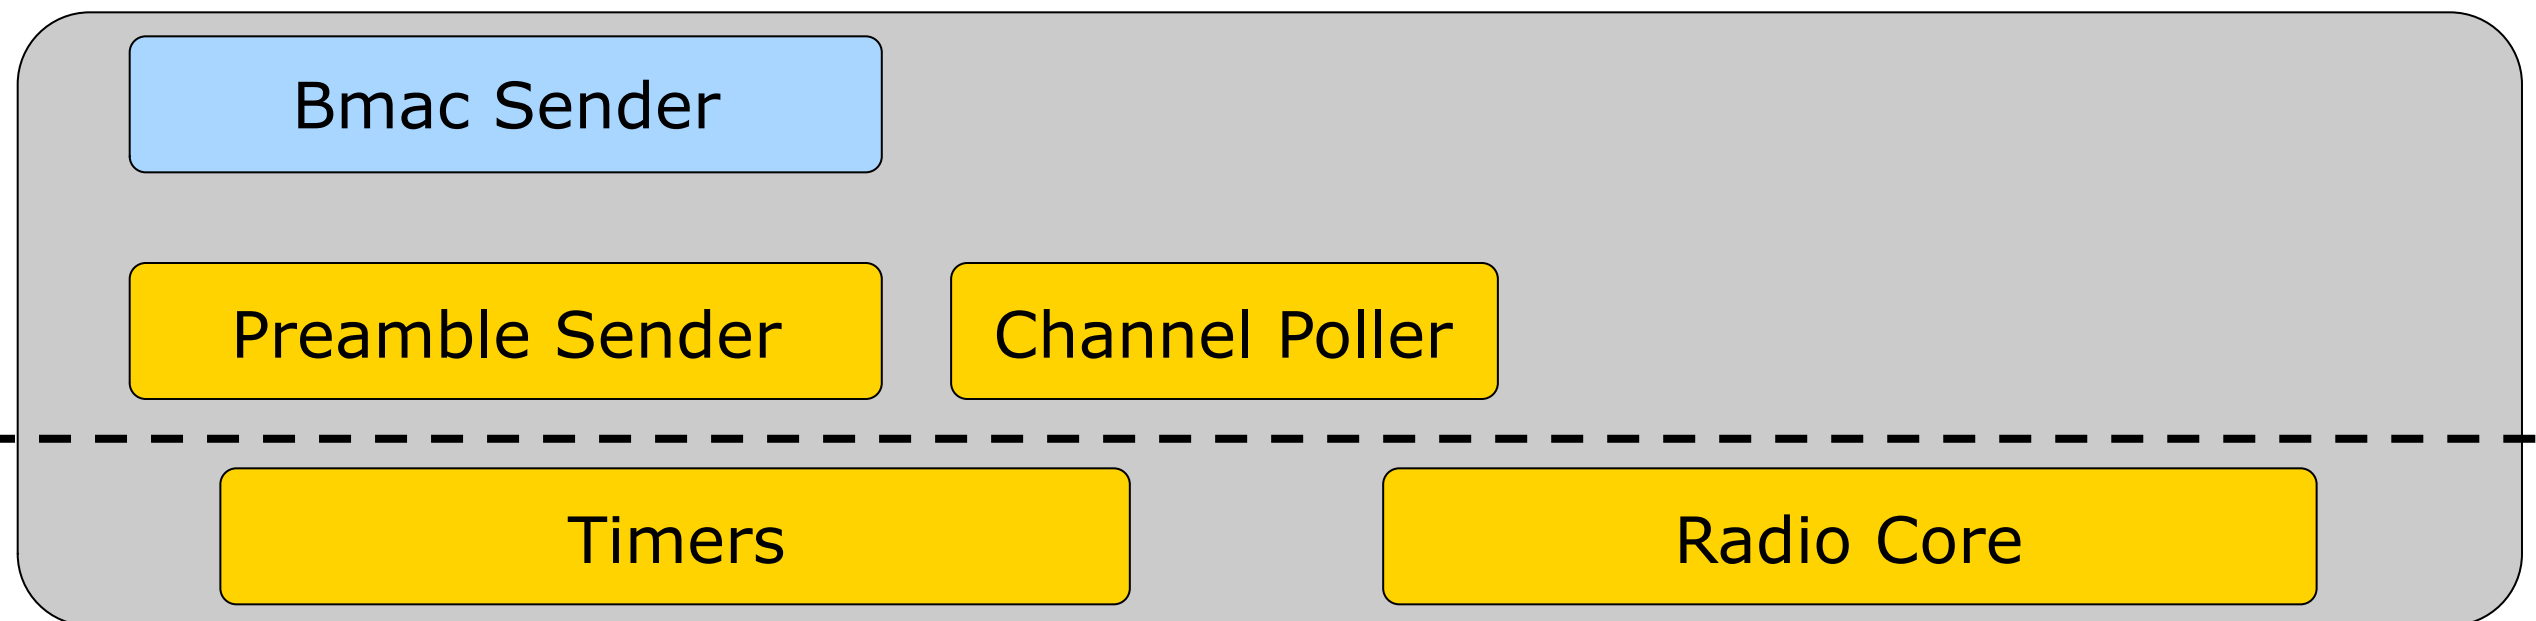 Bmac Sender
Preamble Sender
Channel Poller
Timers
Radio Core